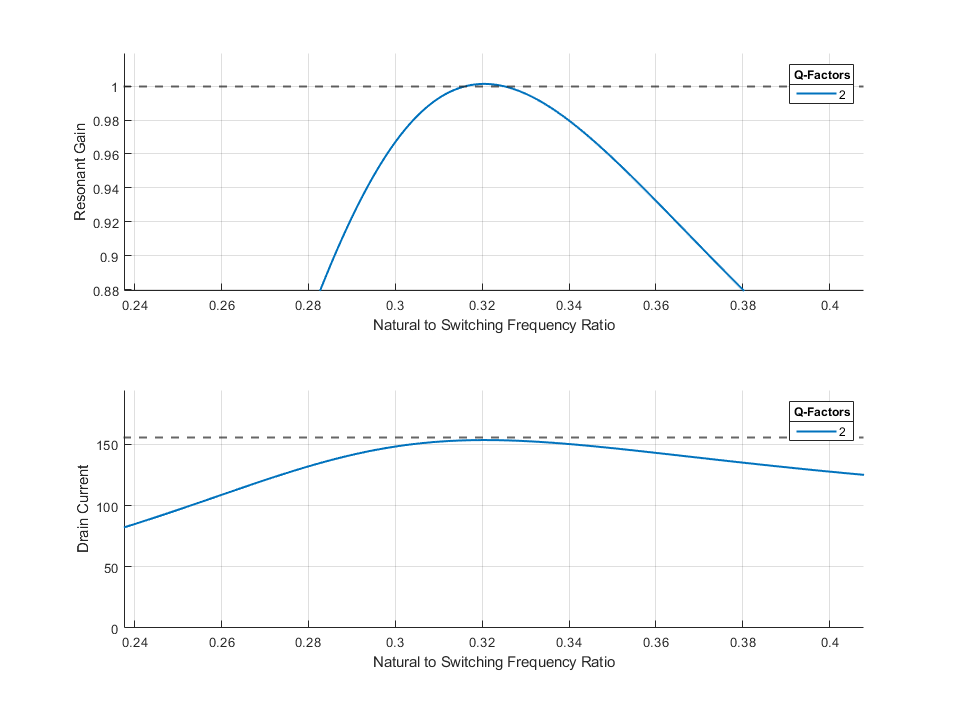 Q-Factors
2
1
0.98
0.96
0.94
0.92
0.9
0.88
Resonant Gain
0.24 0.26 0.28 0.3 0.32 0.34 0.36 0.38 0.4
Natural to Switching Frequency Ratio
Q-Factors
2
150
100
50
0
Drain Current
0.24 0.26 0.28 0.3 0.32 0.34 0.36 0.38 0.4
Natural to Switching Frequency Ratio